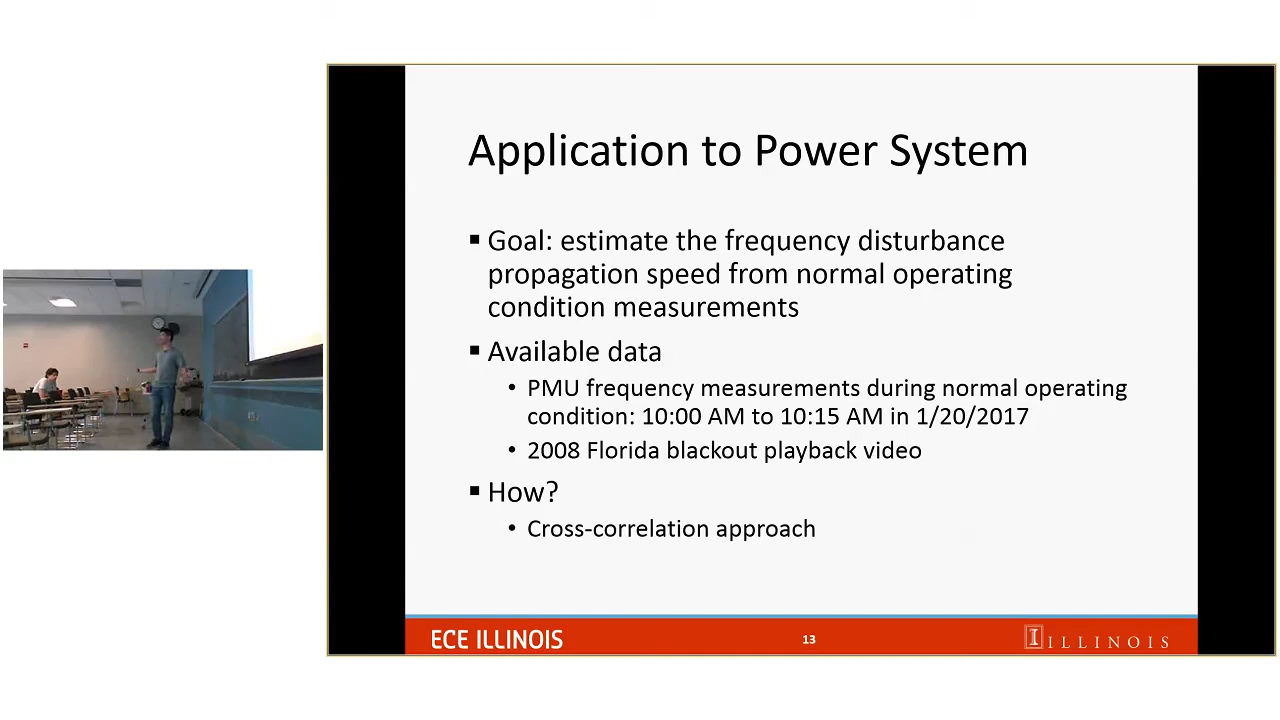 Application to Power System
▪ Goal: estimate the frequency disturbance
propagation speed from normal operating
condition measurements
▪ Available data
• PMU frequency measurements during normal operating
condition: 10:00 AM to 10:15 AM in 1/20/2017
• 2008 Florida blackout playback video
▪ How?
• Cross-correlation approach
ECE ILLINOIS
13
I ILLINOIS